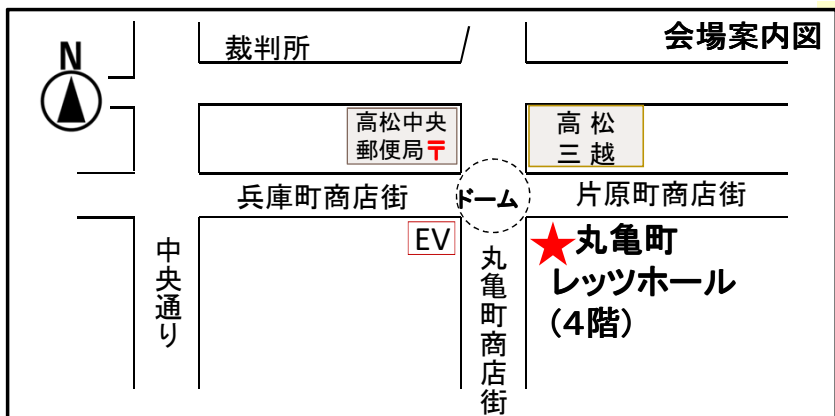 会場案内図
N
裁判所
高松中央
郵便局〒
高松
三越
兵庫町商店街
ドーム
片原町商店街
EV
★丸亀町
レッツホール
(4階)
中央通り
丸亀町商店街